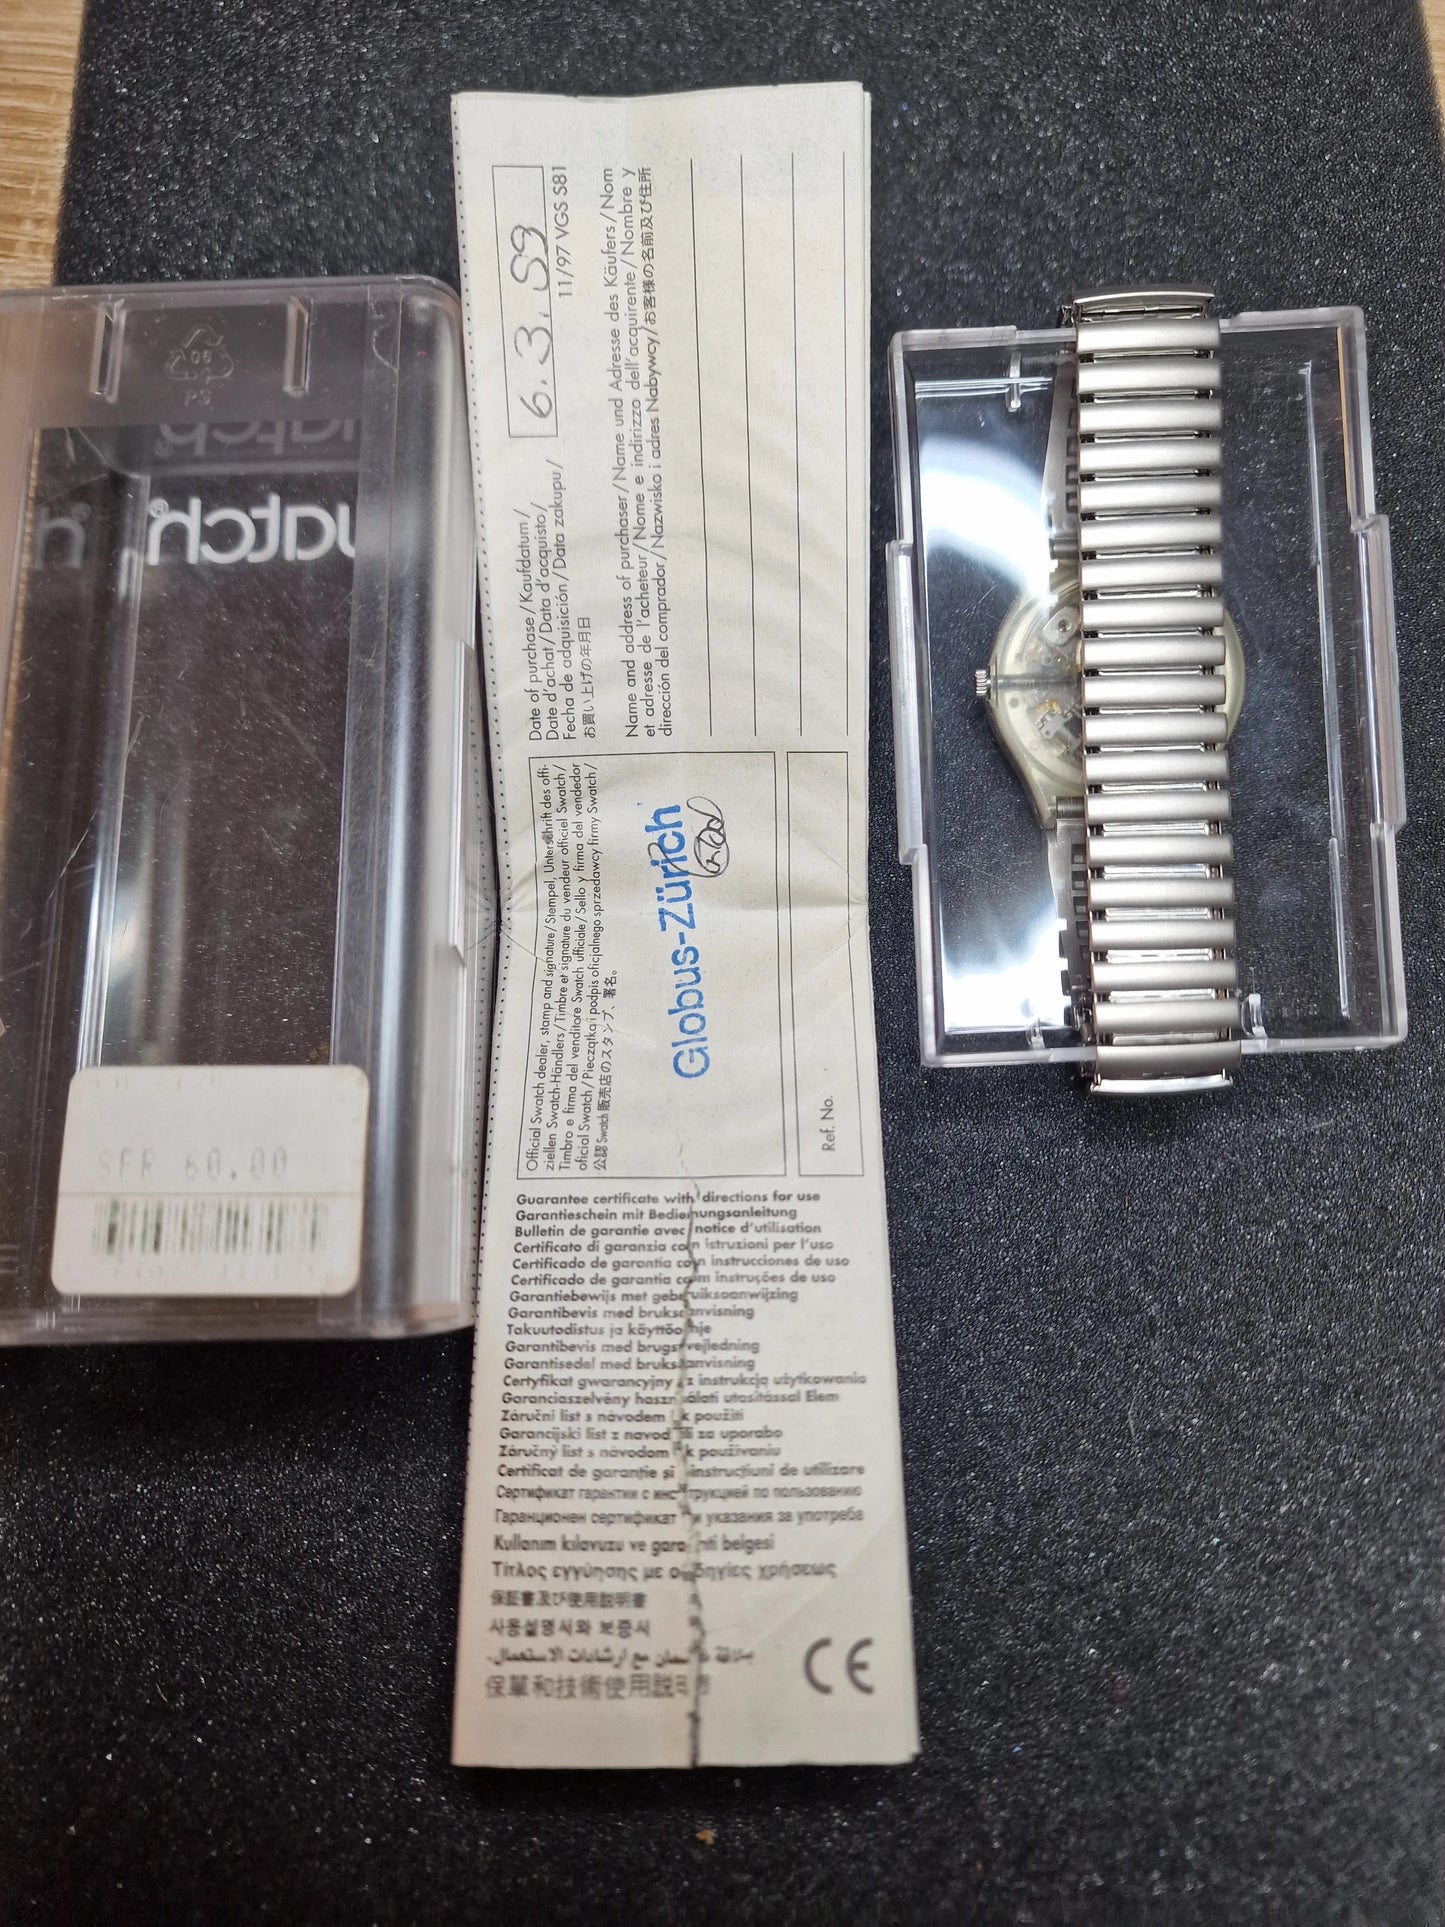 Date of purchase / Kaufdatum /
Date d'achat / Data d'acquisto /
Fecha de adquisición / Data zakupu /
お買い上げの年月日
6.3.99
11/97 VGS S81
Name and address of purchaser / Name und Adresse des Käufers / Nom
et adresse de l'acheteur / Nome e indirizzo dell'acquirente / Nombre y
dirección del comprador / Nazwisko i adres Nabywcy / お客様の名前及び住所
Official Swatch dealer, stamp and signature / Stempel, Unterschrift des offi-
ziellen Swatch-Händlers / Timbre et signature du vendeur officiel Swatch /
Timbro e firma del venditore Swatch ufficiale / Sello y firma del vendedor
oficial Swatch / Pieczątka i podpis oficjalnego sprzedawcy firmy Swatch /
公認 Swatch 販売店のスタンプ、署名。
Globus-Zürich
Ref. No.
Guarantee certificate with directions for use
Garantieschein mit Bedienungsanleitung
Bulletin de garantie avec notice d'utilisation
Certificato di garanzia con istruzioni per l'uso
Certificado de garantía con instrucciones de uso
Certificado de garantia com instruções de uso
Garantiebewijs met gebruiksaanwijzing
Garantibevis med bruksanvisning
Takuutodistus ja käyttöohje
Garantibevis med brugsvejledning
Garantisedel med bruksanvisning
Certyfikat gwarancyjny z instrukcją użytkowania
Garanciaszelvény használati utasítással Elem
Záruční list s návodem k použití
Garancijski list z navodili za uporabo
Záručný list s návodom k používaniu
Certificat de garanție și instrucțiuni de utilizare
Сертификат гарантии с инструкцией по пользованию
Гаранционен сертификат и указания за употреба
Kullanım kılavuzu ve garanti belgesi
Τίτλος εγγύησης με οδηγίες χρήσεως
保証書及び使用説明書
사용설명서와 보증서
بطاقة ضمان مع ارشادات الاستعمال.
保單和技術使用說明
CE
swatch®
06
PS
SFR 60.00